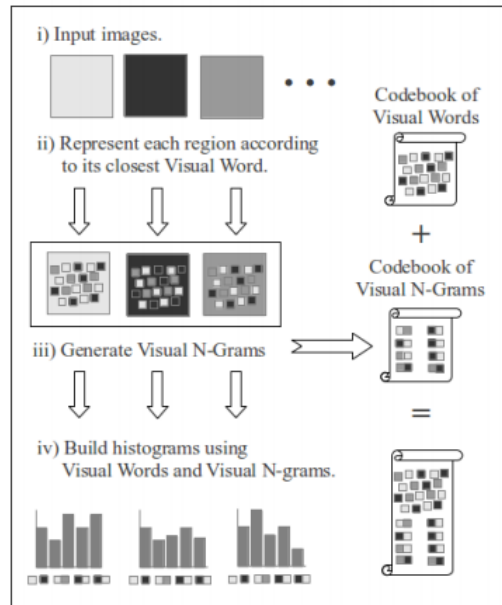 i) Input images.
Codebook of
Visual Words
ii) Represent each region according
to its closest Visual Word.
+
Codebook of
Visual N-Grams
iii) Generate Visual N-Grams
=
iv) Build histograms using
Visual Words and Visual N-grams.